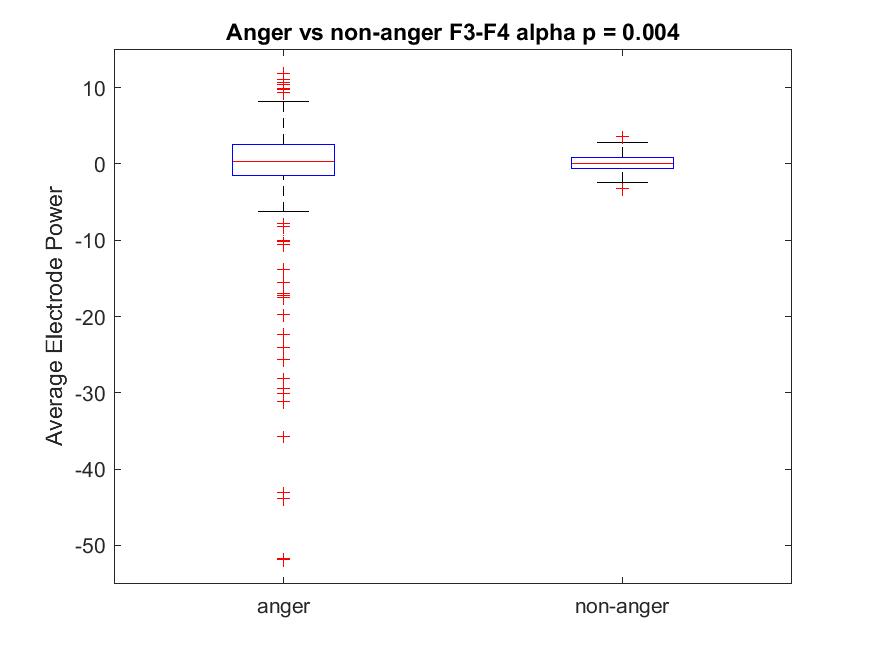 Anger vs non-anger F3-F4 alpha p = 0.004
Average Electrode Power
10
0
-10
-20
-30
-40
-50
anger
non-anger